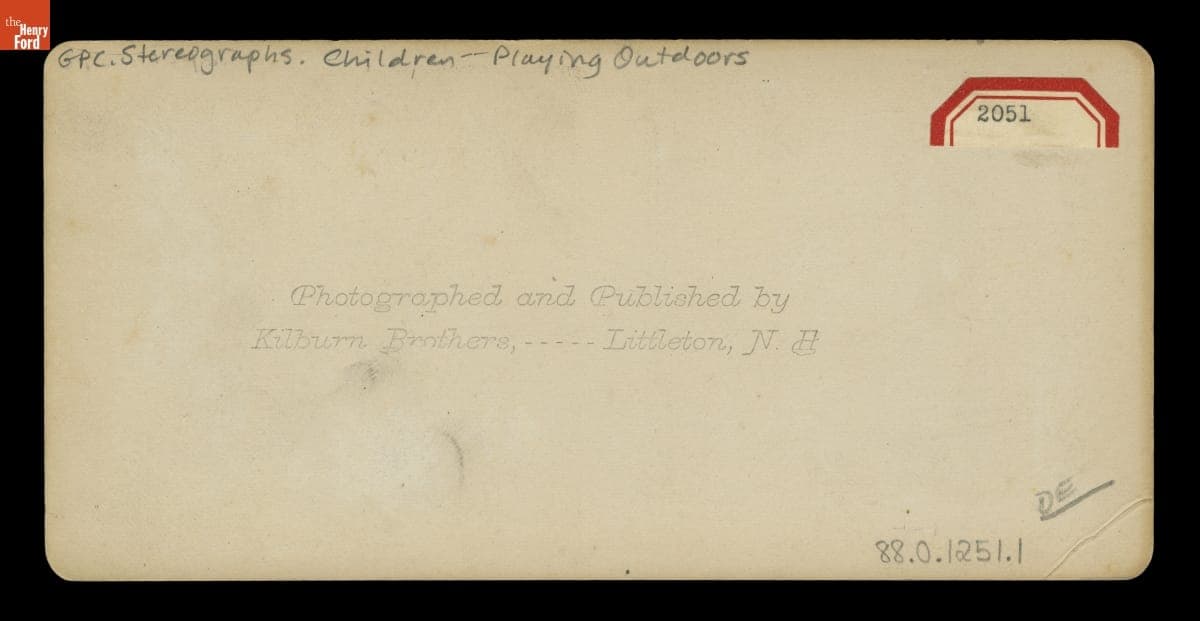 the
Henry
Ford
GPC. Stereographs. Children--Playing Outdoors
2051
Photographed and Published by
Kilburn Brothers, ----- Littleton, N. H
DE
88.0.1251.1